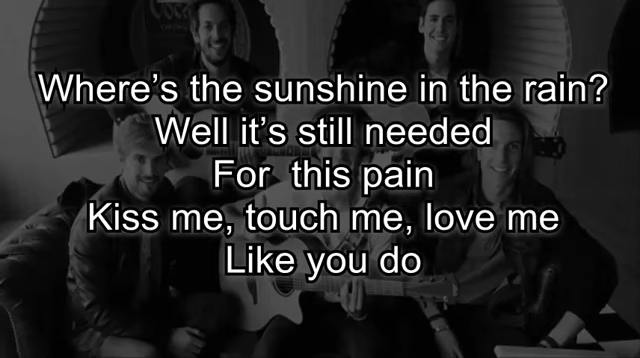 Where's the sunshine in the rain?
Well it's still needed
For  this pain
Kiss me, touch me, love me
Like you do